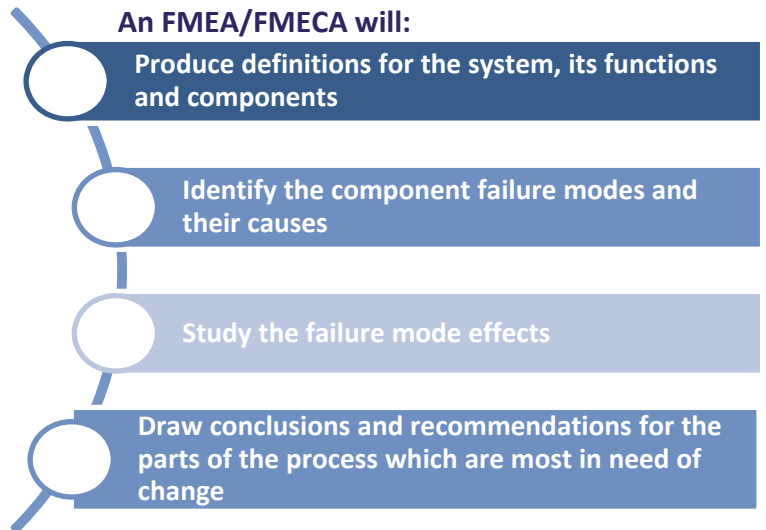 An FMEA/FMECA will:
Produce definitions for the system, its functions
and components
Identify the component failure modes and
their causes
Study the failure mode effects
Draw conclusions and recommendations for the
parts of the process which are most in need of
change